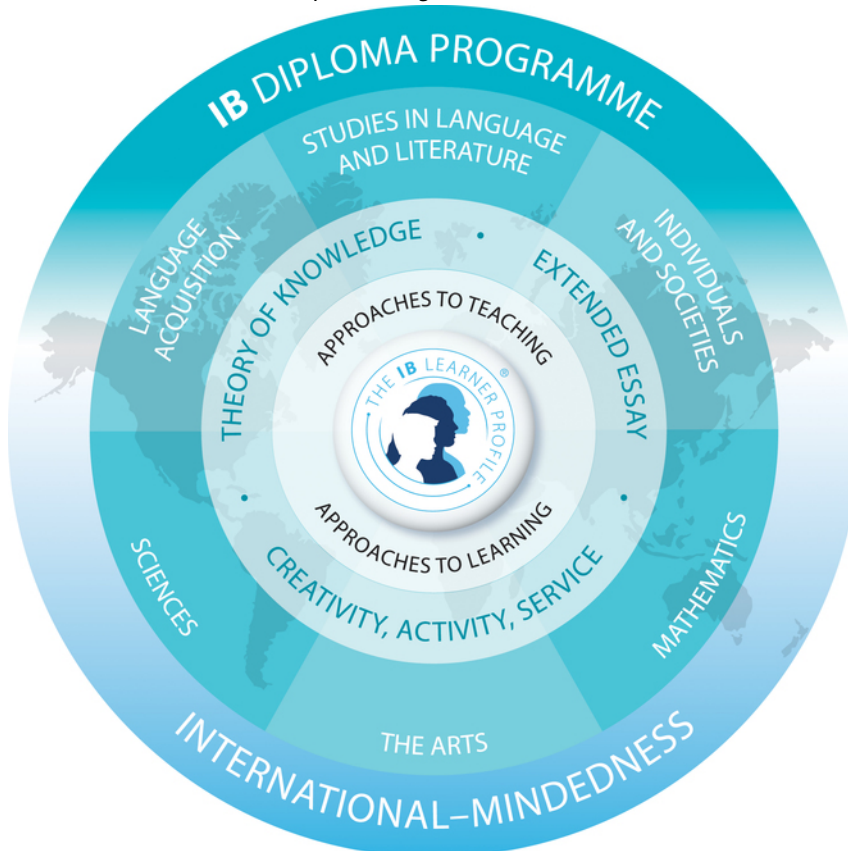 IB DIPLOMA PROGRAMME
STUDIES IN LANGUAGE
AND LITERATURE
LANGUAGE
ACQUISITION
INDIVIDUALS
AND SOCIETIES
THEORY OF KNOWLEDGE
EXTENDED ESSAY
APPROACHES TO TEACHING
THE IB LEARNER PROFILE ®
APPROACHES TO LEARNING
CREATIVITY, ACTIVITY, SERVICE
SCIENCES
MATHEMATICS
THE ARTS
INTERNATIONAL–MINDEDNESS